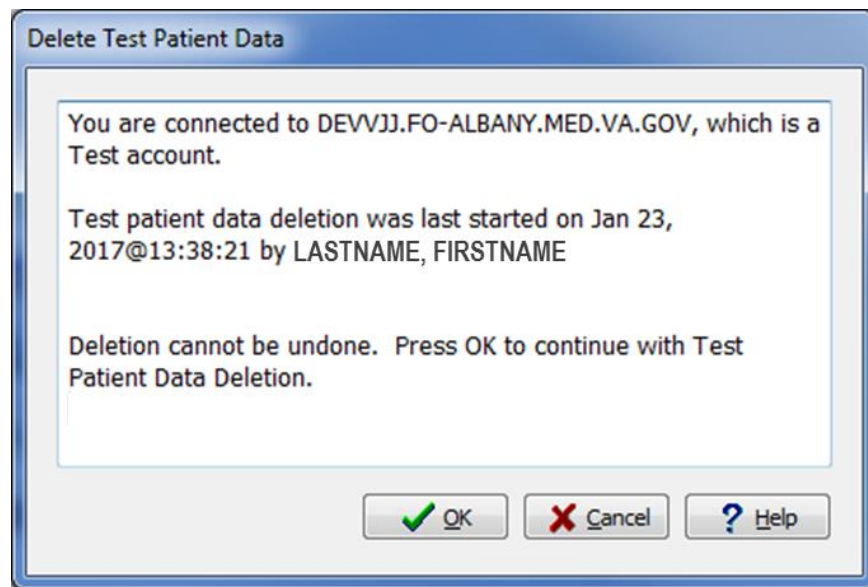 Delete Test Patient Data
You are connected to DEVVJJ.FO-ALBANY.MED.VA.GOV, which is a
Test account.
Test patient data deletion was last started on Jan 23,
2017@13:38:21 by LASTNAME, FIRSTNAME
Deletion cannot be undone.  Press OK to continue with Test
Patient Data Deletion.
OK Cancel Help